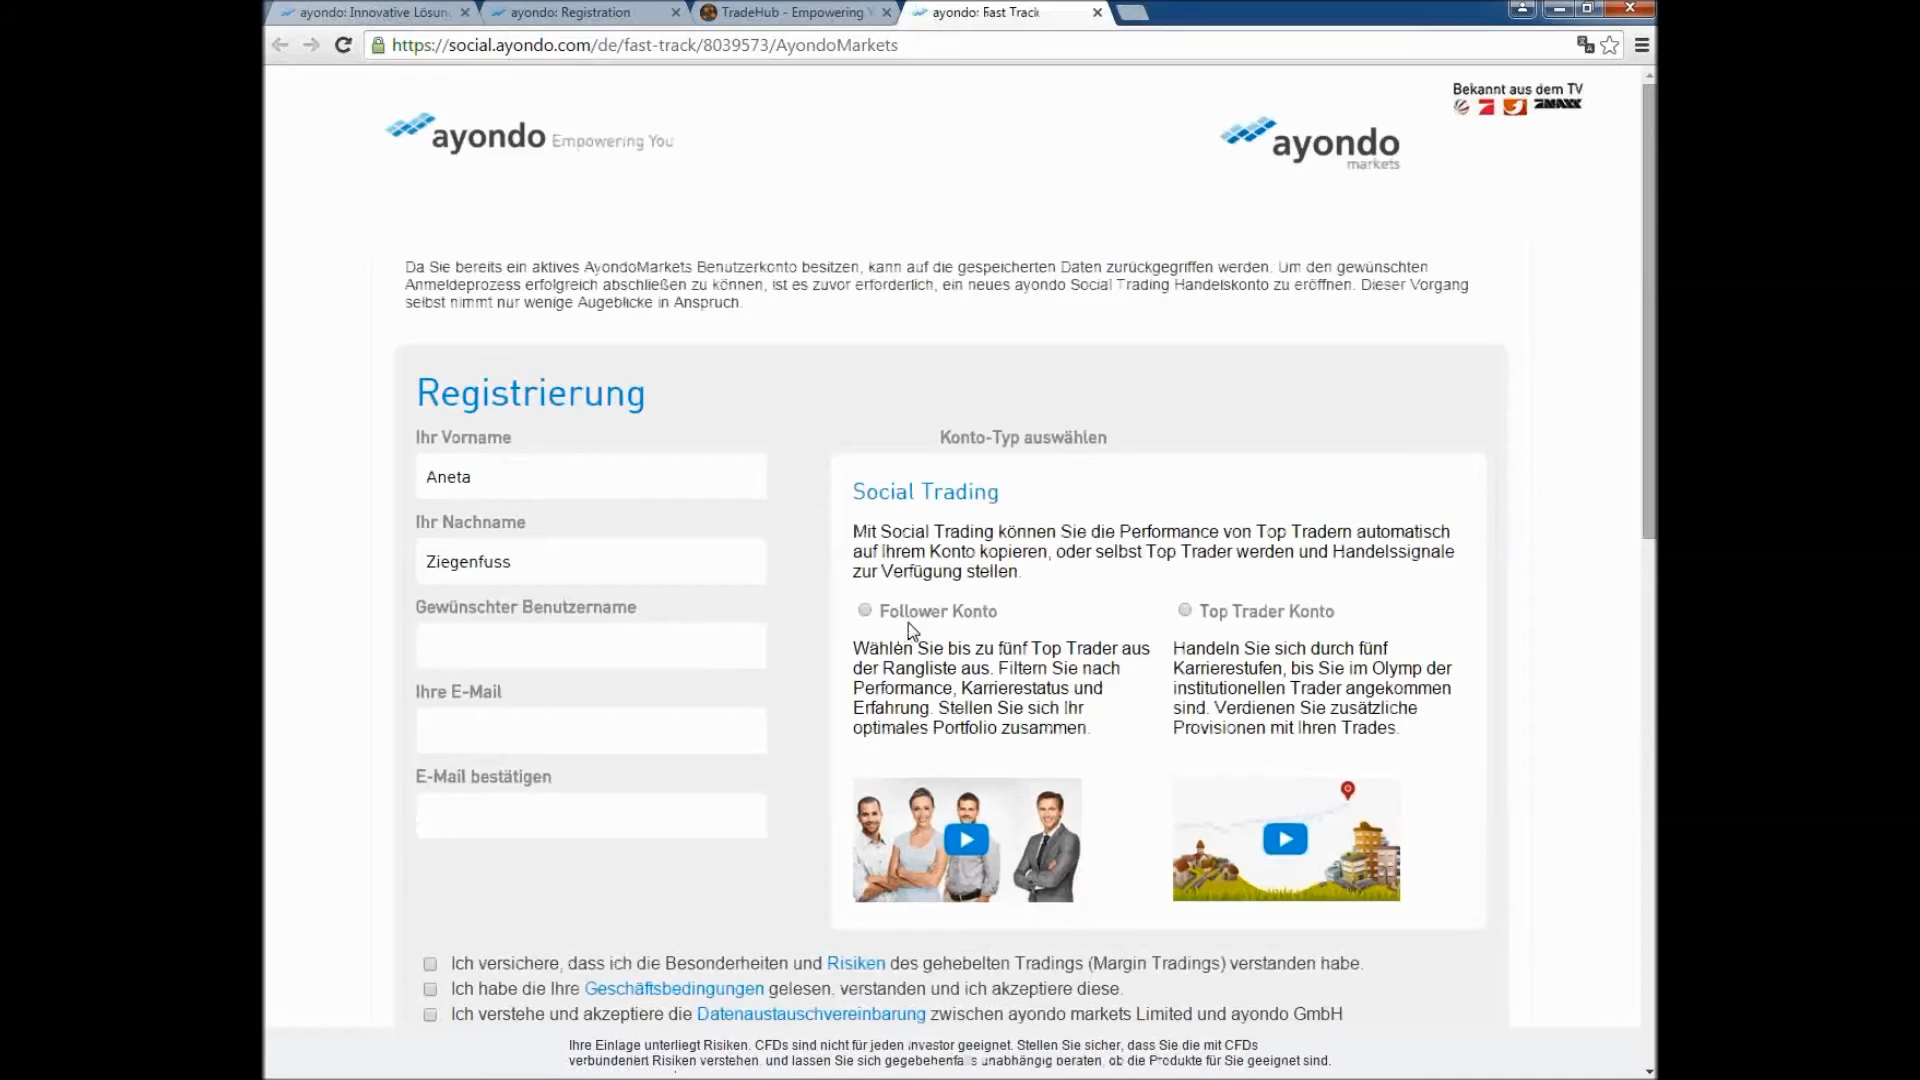 ayondo: Innovative Lösun
ayondo: Registration
TradeHub - Empowering Y
ayondo: Fast Track
https://social.ayondo.com/de/fast-track/8039573/AyondoMarkets
Bekannt aus dem TV
ayondo Empowering You
ayondo
markets
Da Sie bereits ein aktives AyondoMarkets Benutzerkonto besitzen, kann auf die gespeicherten Daten zurückgegriffen werden. Um den gewünschten
Anmeldeprozess erfolgreich abschließen zu können, ist es zuvor erforderlich, ein neues ayondo Social Trading Handelskonto zu eröffnen. Dieser Vorgang
selbst nimmt nur wenige Augeblicke in Anspruch.
Registrierung
Ihr Vorname
Aneta
Ihr Nachname
Ziegenfuss
Gewünschter Benutzername
Ihre E-Mail
E-Mail bestätigen
Konto-Typ auswählen
Social Trading
Mit Social Trading können Sie die Performance von Top Tradern automatisch
auf Ihrem Konto kopieren, oder selbst Top Trader werden und Handelssignale
zur Verfügung stellen.
Follower Konto
Wählen Sie bis zu fünf Top Trader aus
der Rangliste aus. Filtern Sie nach
Performance, Karrierestatus und
Erfahrung. Stellen Sie sich Ihr
optimales Portfolio zusammen.
Top Trader Konto
Handeln Sie sich durch fünf
Karrierestufen, bis Sie im Olymp der
institutionellen Trader angekommen
sind. Verdienen Sie zusätzliche
Provisionen mit Ihren Trades.
Ich versichere, dass ich die Besonderheiten und Risiken des gehebelten Tradings (Margin Tradings) verstanden habe.
Ich habe die Ihre Geschäftsbedingungen gelesen, verstanden und ich akzeptiere diese.
Ich verstehe und akzeptiere die Datenaustauschvereinbarung zwischen ayondo markets Limited und ayondo GmbH
Ihre Einlage unterliegt Risiken. CFDs sind nicht für jeden Investor geeignet. Stellen Sie sicher, dass Sie die mit CFDs
verbundenen Risiken verstehen, und lassen Sie sich gegebenenfalls unabhängig beraten, ob die Produkte für Sie geeignet sind.